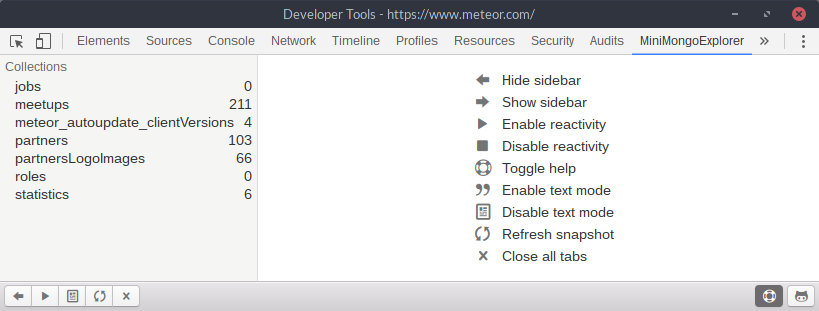 Developer Tools - https://www.meteor.com/
Elements Sources Console Network Timeline Profiles Resources Security Audits MiniMongoExplorer »
Collections
jobs 0
meetups 211
meteor_autoupdate_clientVersions 4
partners 103
partnersLogoImages 66
roles 0
statistics 6
Hide sidebar
Show sidebar
Enable reactivity
Disable reactivity
Toggle help
Enable text mode
Disable text mode
Refresh snapshot
Close all tabs